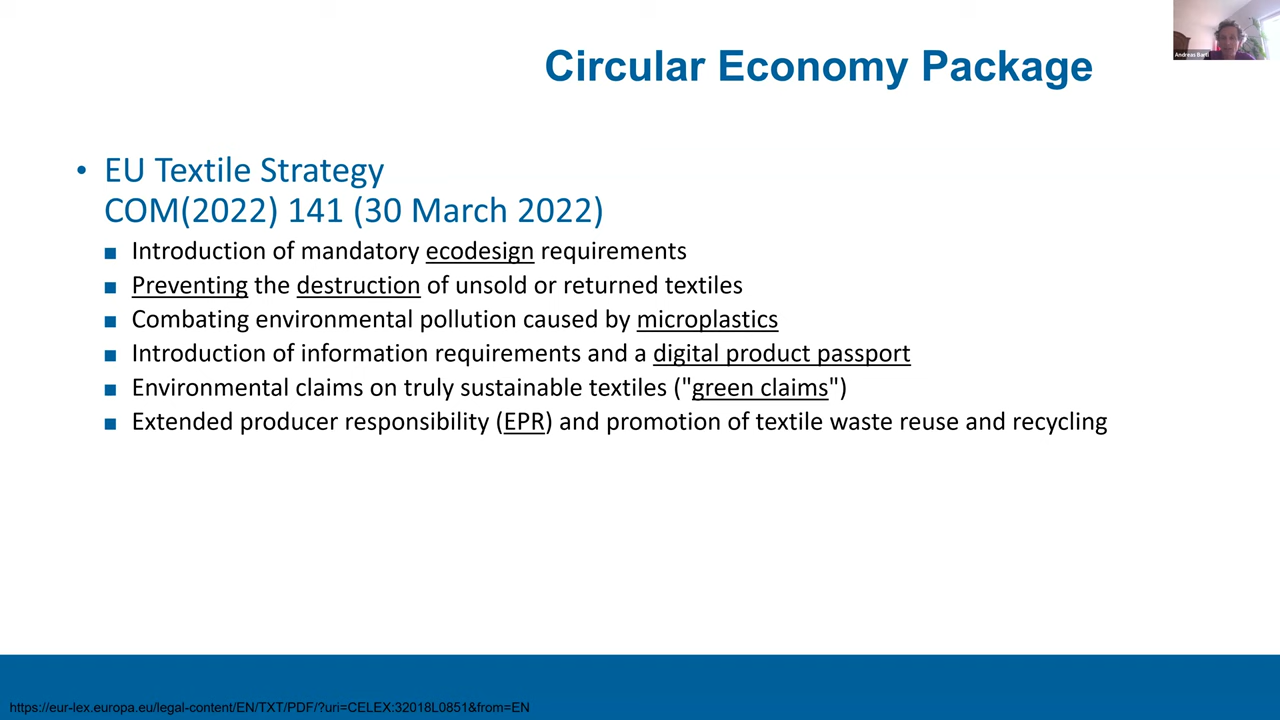 Circular Economy Package
Andreas Bartl
• EU Textile Strategy
COM(2022) 141 (30 March 2022)
■ Introduction of mandatory ecodesign requirements
■ Preventing the destruction of unsold or returned textiles
■ Combating environmental pollution caused by microplastics
■ Introduction of information requirements and a digital product passport
■ Environmental claims on truly sustainable textiles ("green claims")
■ Extended producer responsibility (EPR) and promotion of textile waste reuse and recycling
https://eur-lex.europa.eu/legal-content/EN/TXT/PDF/?uri=CELEX:32018L0851&from=EN